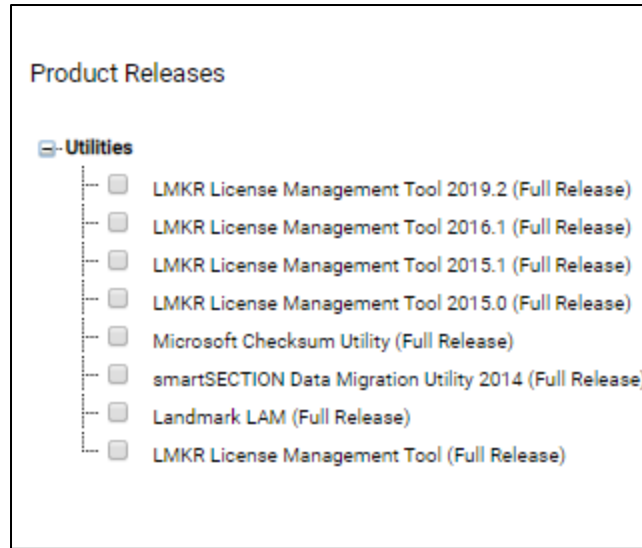 Product Releases
Utilities
LMKR License Management Tool 2019.2 (Full Release)
LMKR License Management Tool 2016.1 (Full Release)
LMKR License Management Tool 2015.1 (Full Release)
LMKR License Management Tool 2015.0 (Full Release)
Microsoft Checksum Utility (Full Release)
smartSECTION Data Migration Utility 2014 (Full Release)
Landmark LAM (Full Release)
LMKR License Management Tool (Full Release)